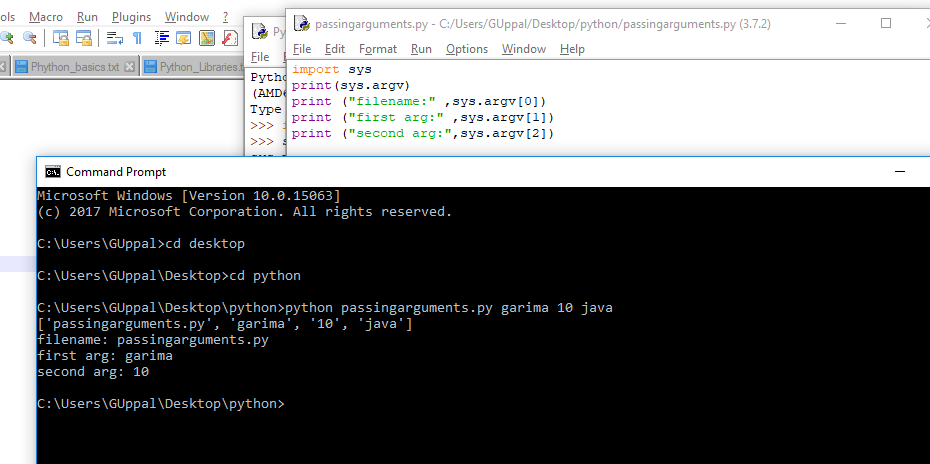 ols Macro Run Plugins Window ?
Phython_basics.txt Python_Libraries.t
File
(AMD
Type
>>>
>>>
passingarguments.py - C:/Users/GUppal/Desktop/python/passingarguments.py (3.7.2)
File Edit Format Run Options Window Help
import sys
print(sys.argv)
print ("filename:" ,sys.argv[0])
print ("first arg:" ,sys.argv[1])
print ("second arg:",sys.argv[2])
Command Prompt
Microsoft Windows [Version 10.0.15063]
(c) 2017 Microsoft Corporation. All rights reserved.
C:\Users\GUppal>cd desktop
C:\Users\GUppal\Desktop>cd python
C:\Users\GUppal\Desktop\python>python passingarguments.py garima 10 java
['passingarguments.py', 'garima', '10', 'java']
filename: passingarguments.py
first arg: garima
second arg: 10
C:\Users\GUppal\Desktop\python>